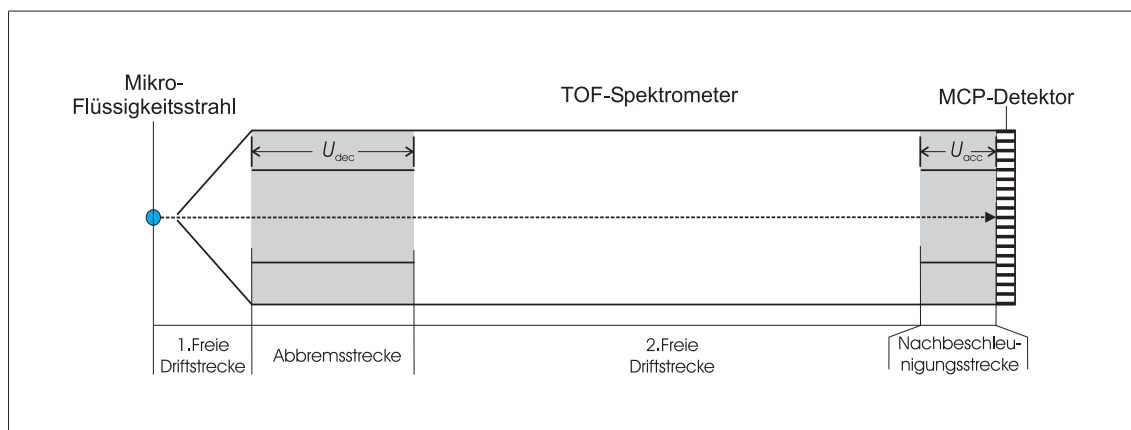 Mikro-
Flüssigkeitsstrahl
TOF-Spektrometer
MCP-Detektor
U_dec
U_acc
1.Freie
Driftstrecke
Abbremsstrecke
2.Freie
Driftstrecke
Nachbeschleu-
nigungsstrecke